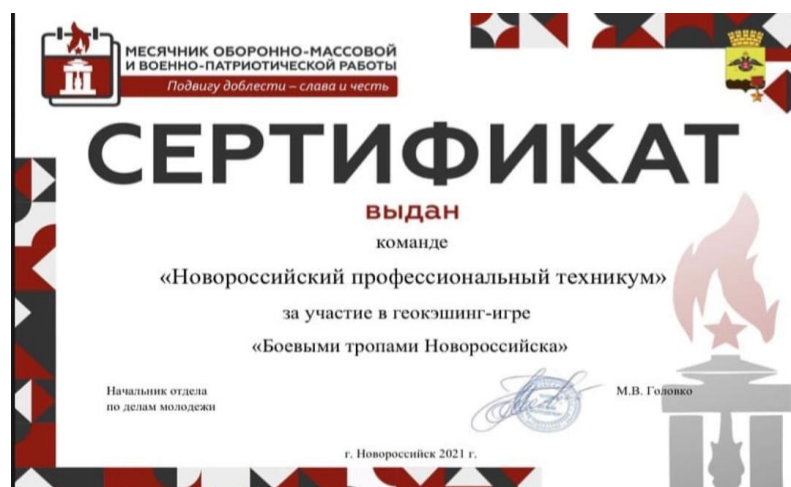 МЕСЯЧНИК ОБОРОННО-МАССОВОЙ
И ВОЕННО-ПАТРИОТИЧЕСКОЙ РАБОТЫ
Подвигу доблести – слава и честь
СЕРТИФИКАТ
выдан
команде
«Новороссийский профессиональный техникум»
за участие в геокэшинг-игре
«Боевыми тропами Новороссийска»
Начальник отдела
по делам молодежи
М.В. Головко
г. Новороссийск 2021 г.